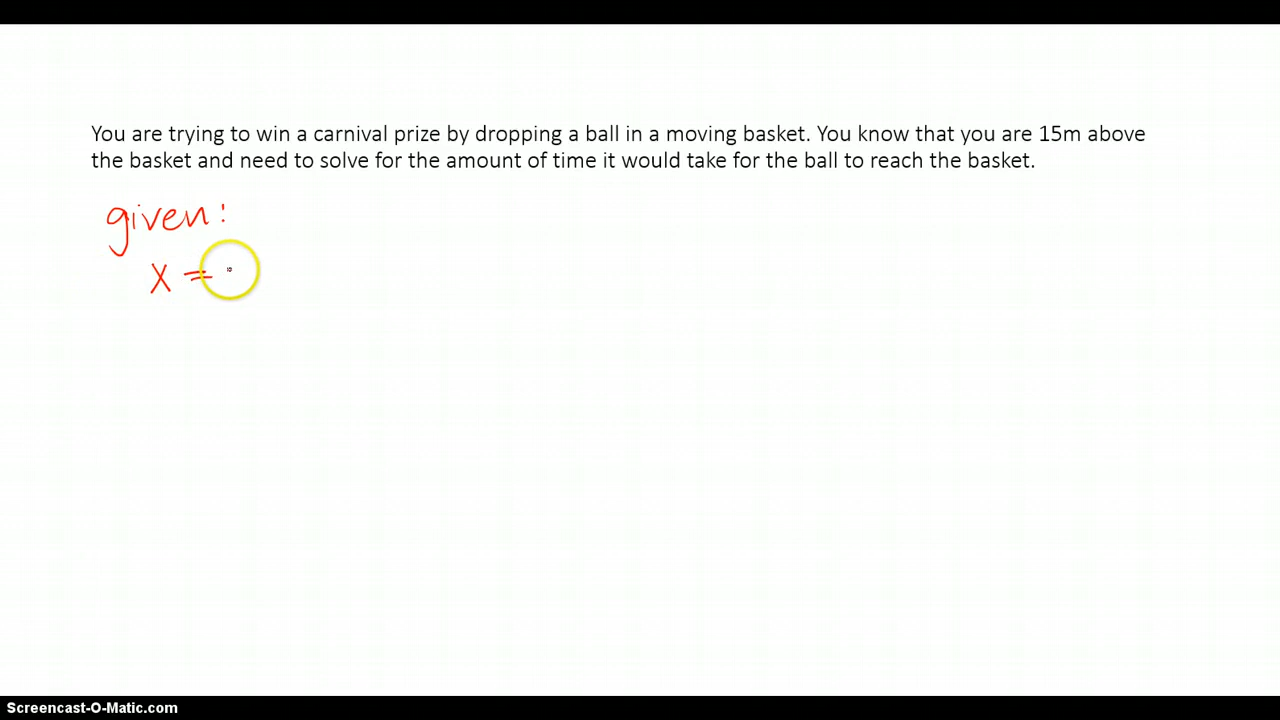 You are trying to win a carnival prize by dropping a ball in a moving basket. You know that you are 15m above
the basket and need to solve for the amount of time it would take for the ball to reach the basket.
given:
x =
Screencast-O-Matic.com